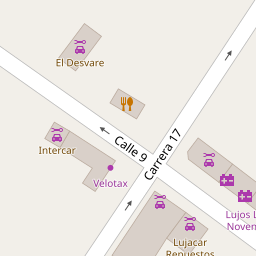 El Desvare
Calle 9
Carrera 17
Intercar
Velotax
Lujos L
Noven
Lujacar
Repuestos